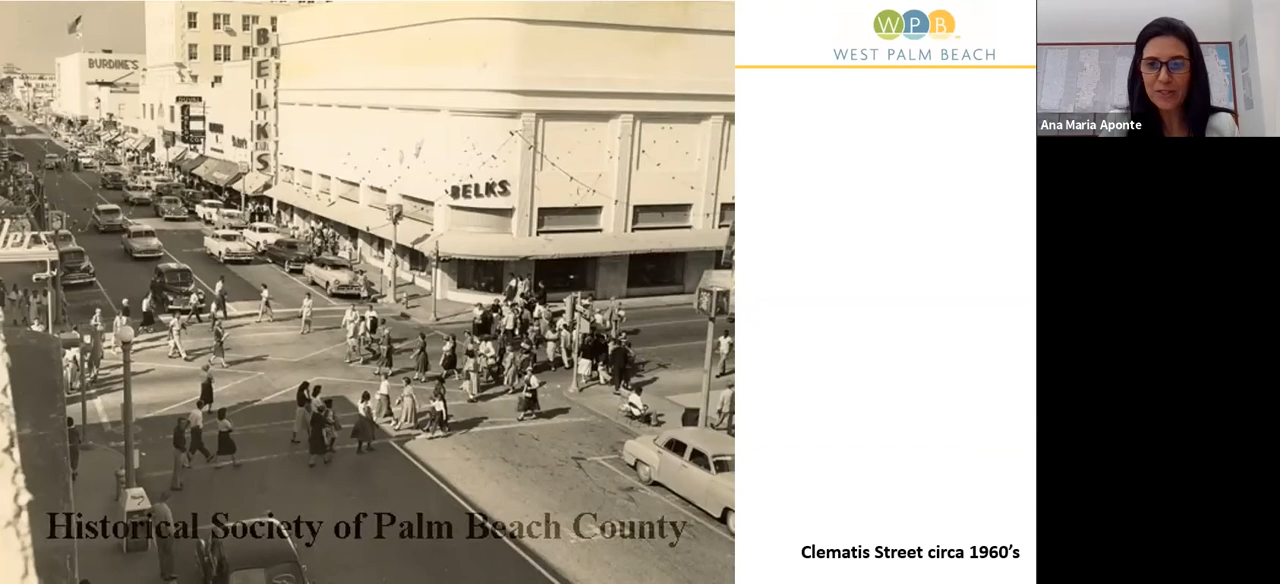 BURDINE'S
BELKS
BELKS
Historical Society of Palm Beach County
WPB
WEST PALM BEACH
Clematis Street circa 1960's
Ana Maria Aponte